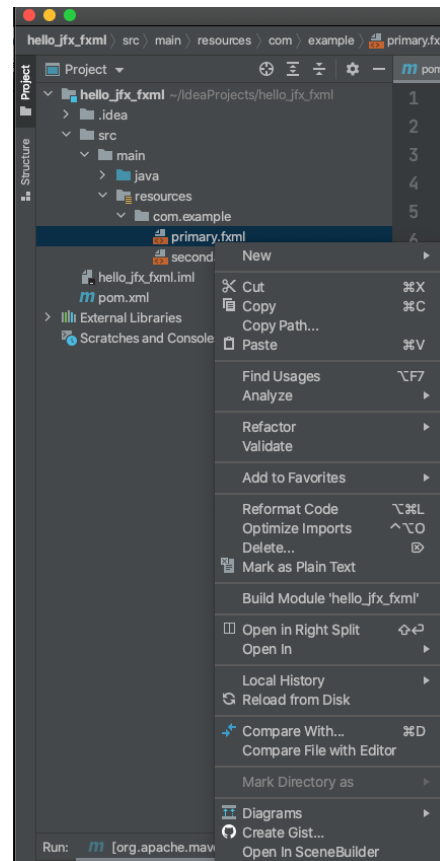 hello_jfx_fxml > src > main > resources > com > example > primary.fx
Project
Project
Structure
hello_jfx_fxml ~/IdeaProjects/hello_jfx_fxml
.idea
src
main
java
resources
com.example
primary.fxml
second
hello_jfx_fxml.iml
m pom.xml
External Libraries
Scratches and Console
m pom
1
2
3
4
5
6
New
Cut ⌘X
Copy ⌘C
Copy Path...
Paste ⌘V
Find Usages ⌥F7
Analyze
Refactor
Validate
Add to Favorites
Reformat Code ⌥⌘L
Optimize Imports ^⌥O
Delete... ⌦
Mark as Plain Text
Build Module 'hello_jfx_fxml'
Open in Right Split ⇧⏎
Open In
Local History
Reload from Disk
Compare With... ⌘D
Compare File with Editor
Mark Directory as
Diagrams
Create Gist...
Open In SceneBuilder
Run: m [org.apache.mav